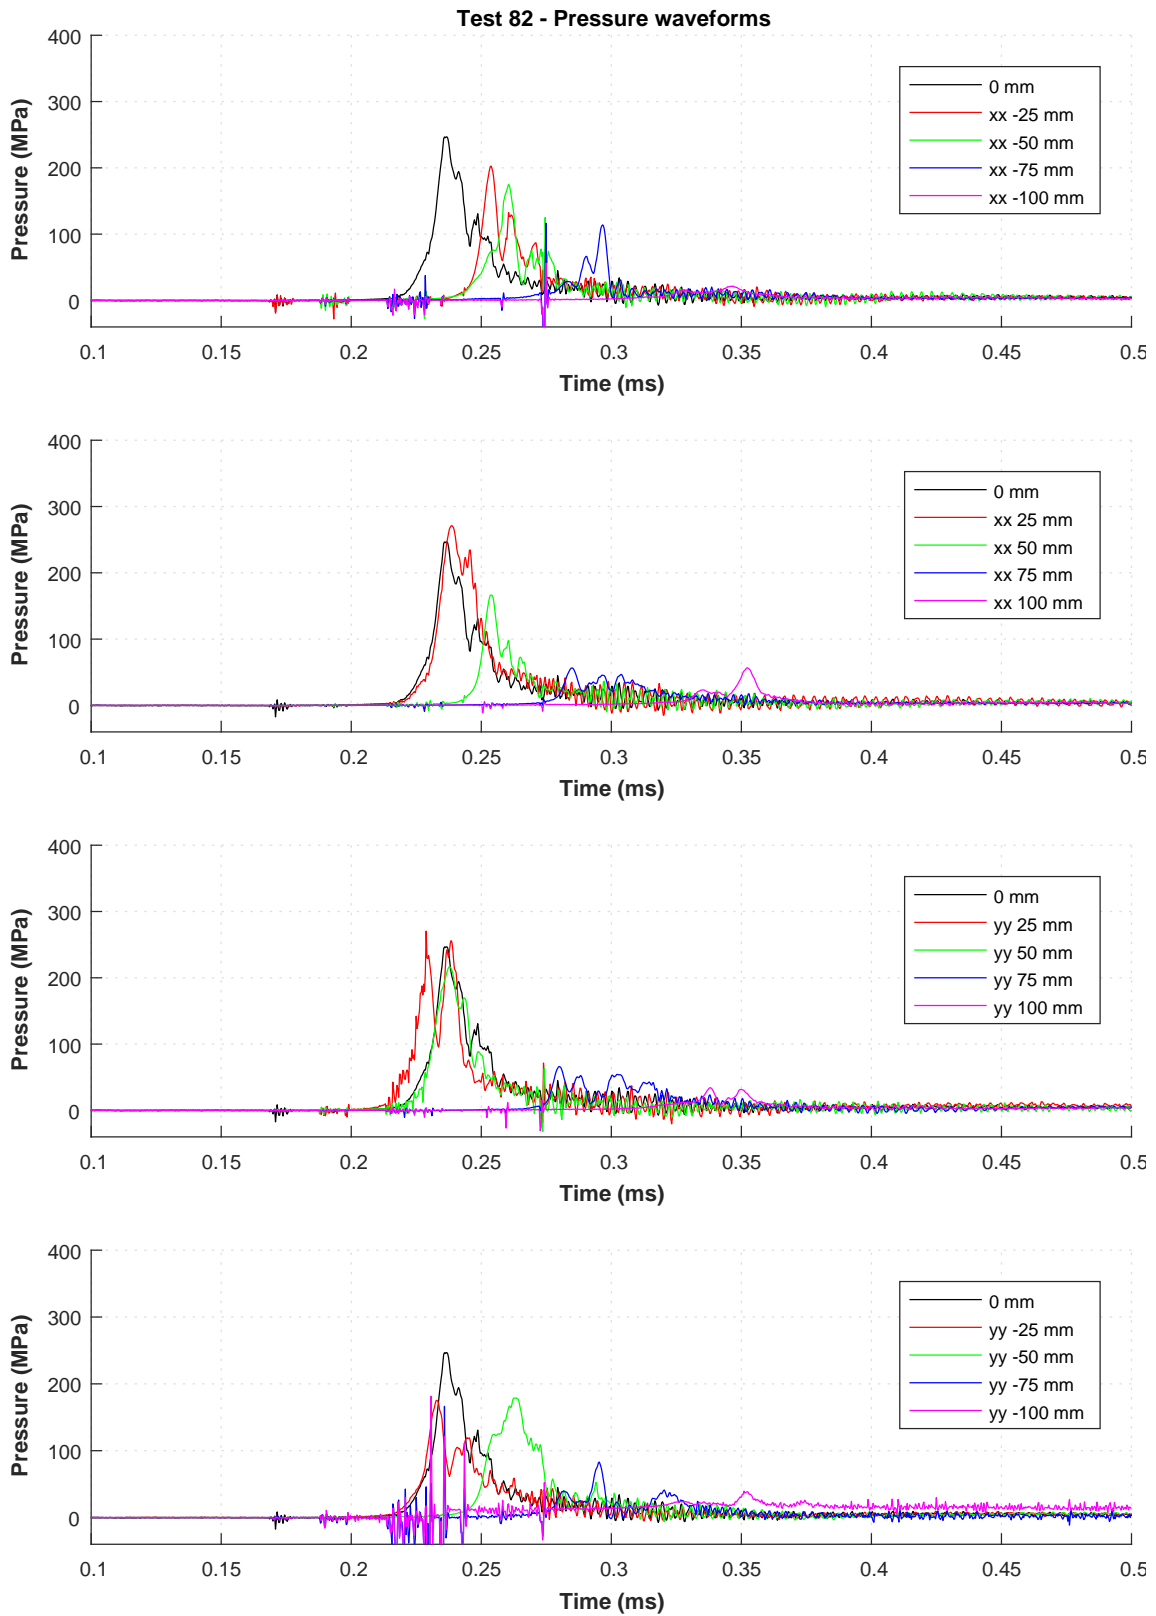 Test 82 - Pressure waveforms
400
300
200
100
0
Pressure (MPa)
0 mm
xx -25 mm
xx -50 mm
xx -75 mm
xx -100 mm
0.1 0.15 0.2 0.25 0.3 0.35 0.4 0.45 0.5
Time (ms)
400
300
200
100
0
Pressure (MPa)
0 mm
xx 25 mm
xx 50 mm
xx 75 mm
xx 100 mm
0.1 0.15 0.2 0.25 0.3 0.35 0.4 0.45 0.5
Time (ms)
400
300
200
100
0
Pressure (MPa)
0 mm
yy 25 mm
yy 50 mm
yy 75 mm
yy 100 mm
0.1 0.15 0.2 0.25 0.3 0.35 0.4 0.45 0.5
Time (ms)
400
300
200
100
0
Pressure (MPa)
0 mm
yy -25 mm
yy -50 mm
yy -75 mm
yy -100 mm
0.1 0.15 0.2 0.25 0.3 0.35 0.4 0.45 0.5
Time (ms)